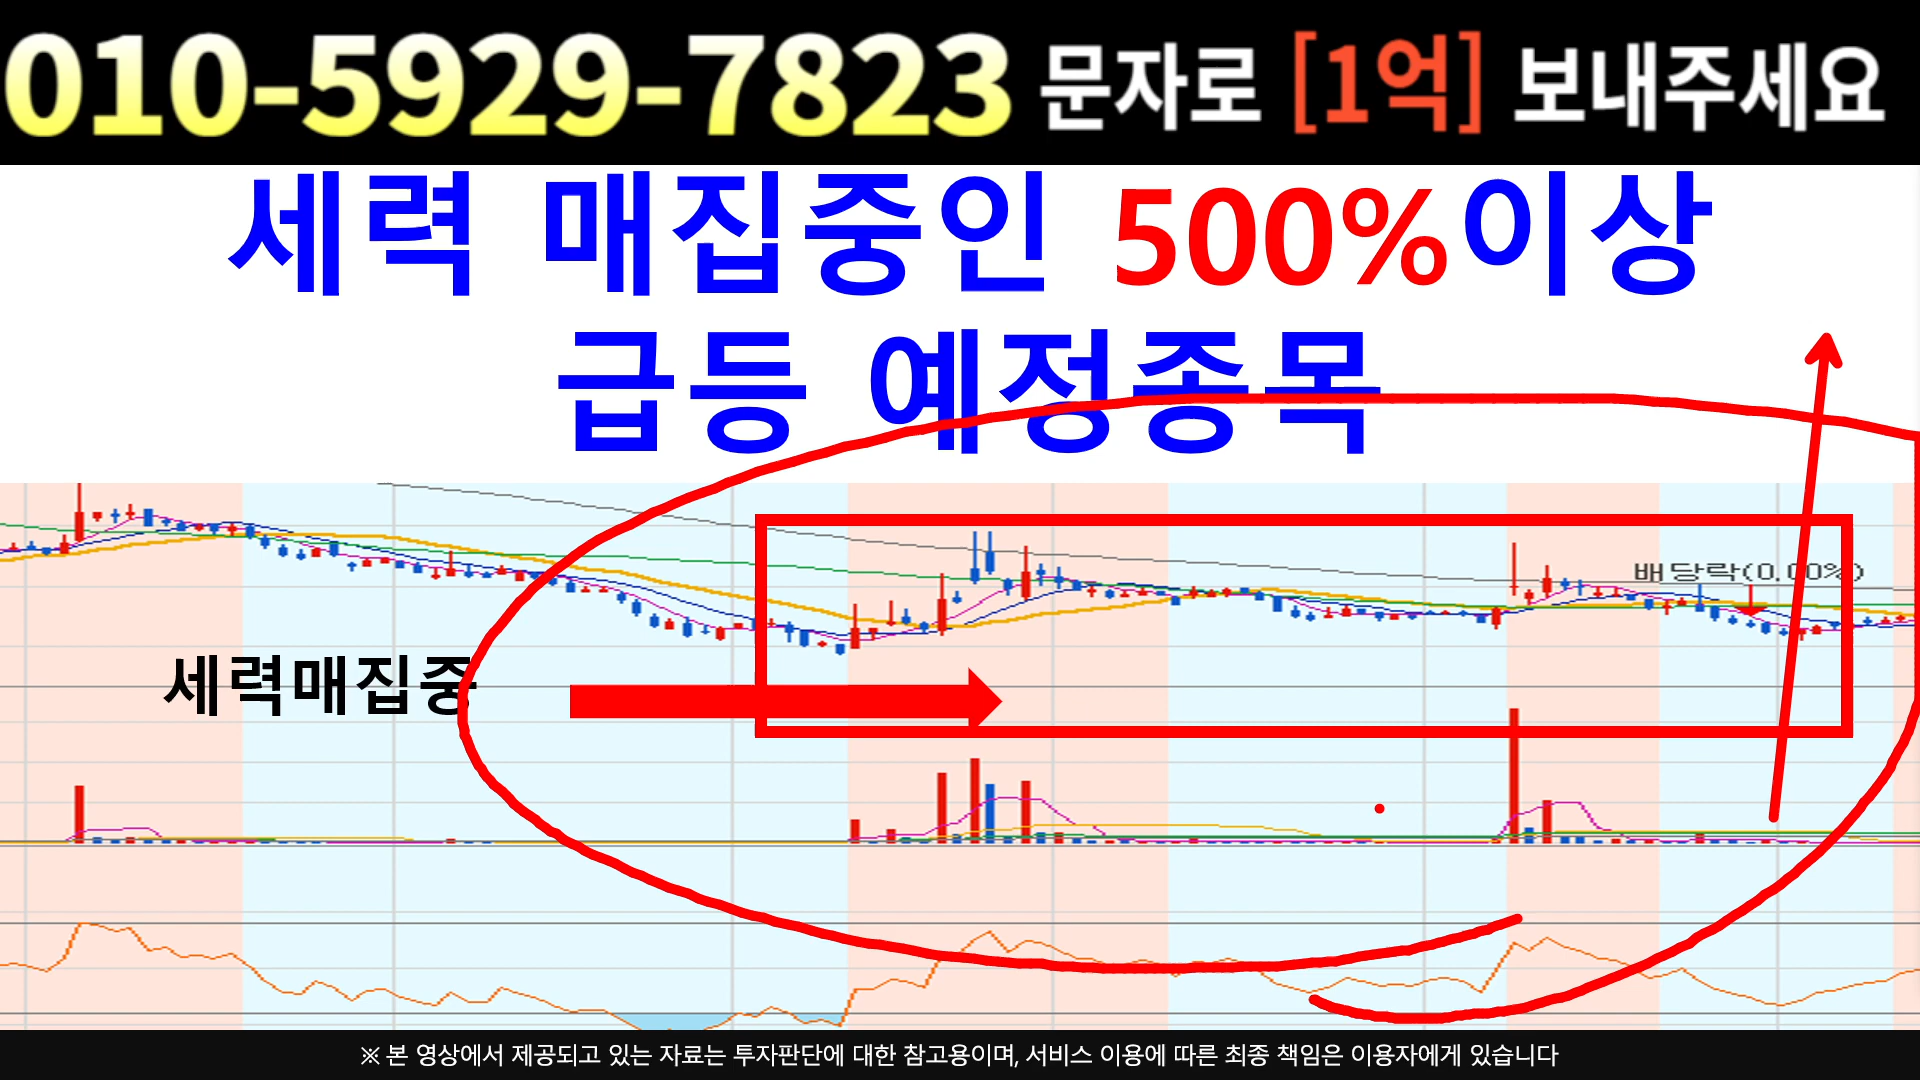 010-5929-7823 문자로 [1억] 보내주세요
세력 매집중인 500%이상
급등 예정종목
배당락(0.00%)
세력매집중
※ 본 영상에서 제공되고 있는 자료는 투자판단에 대한 참고용이며, 서비스 이용에 따른 최종 책임은 이용자에게 있습니다